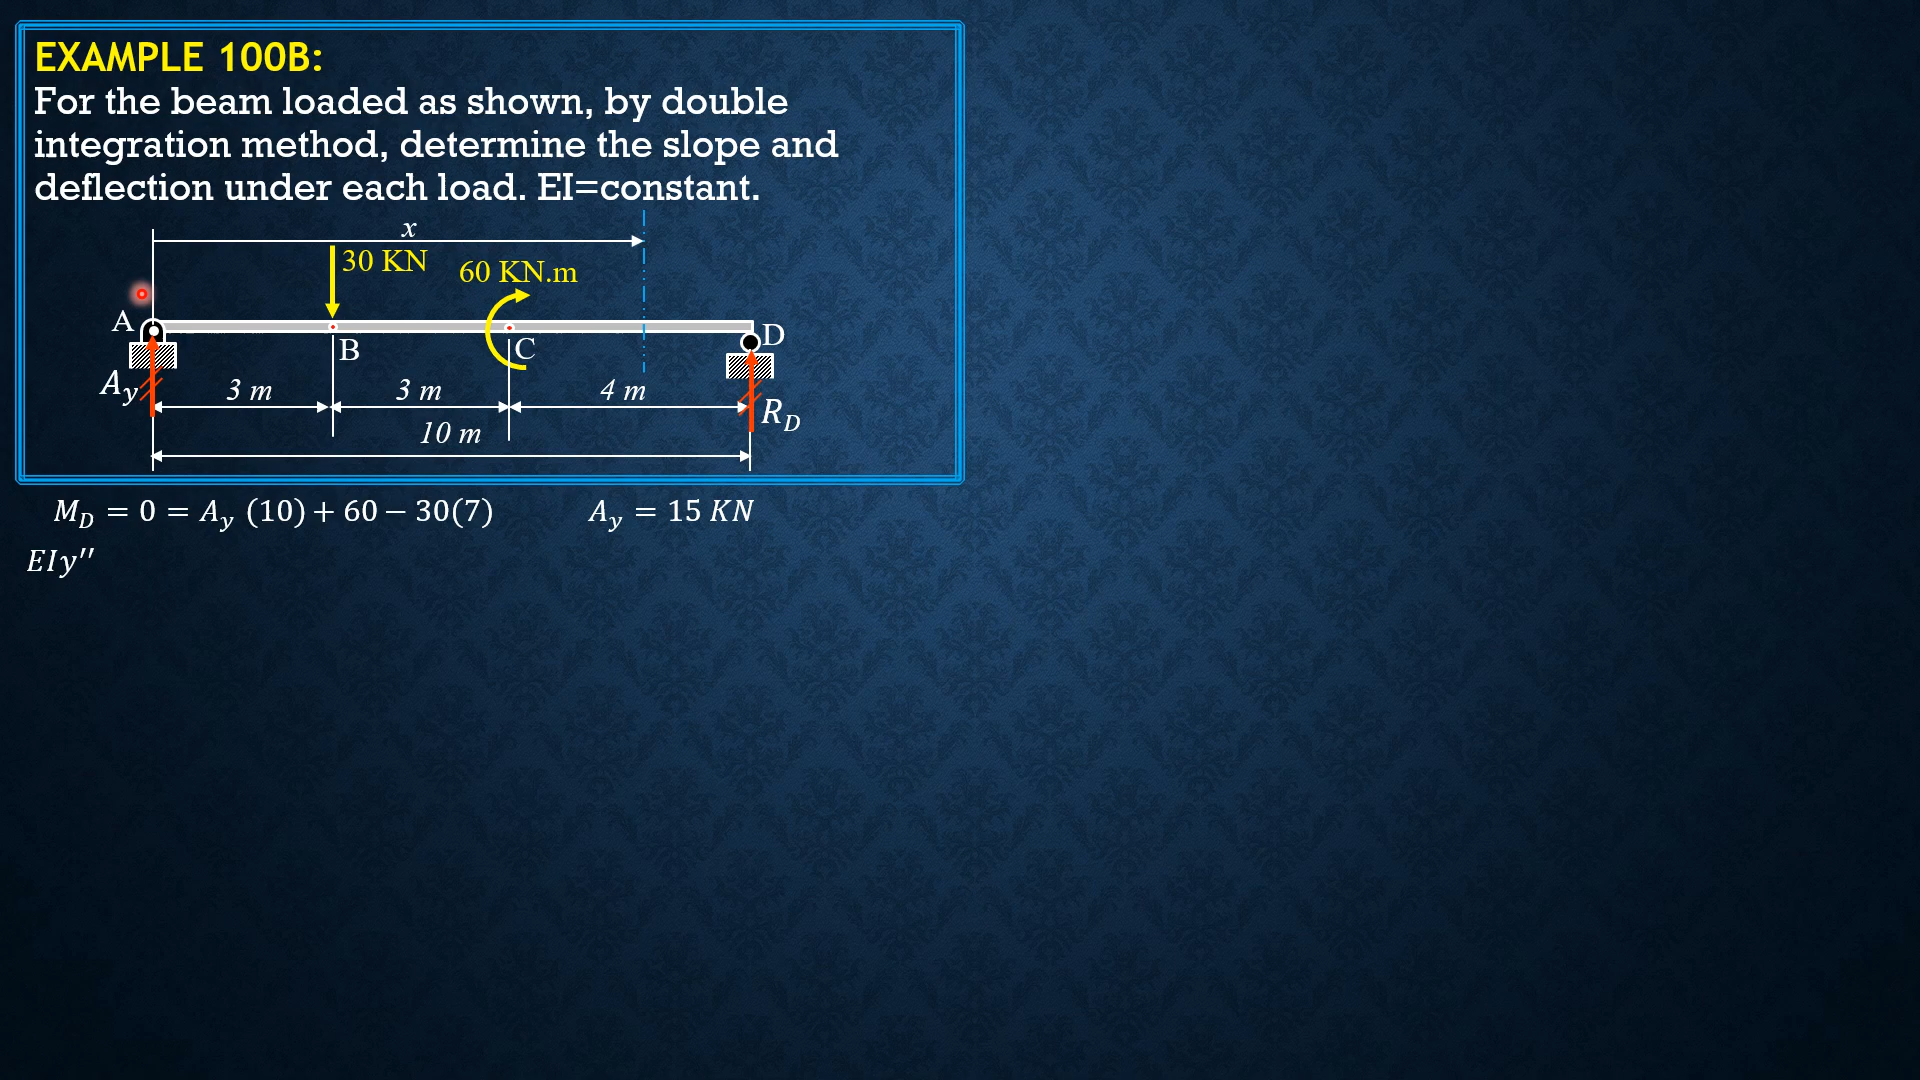 EXAMPLE 100B:
For the beam loaded as shown, by double
integration method, determine the slope and
deflection under each load. EI=constant.
x
30 KN
60 KN.m
A
B
C
D
A_y
3 m
3 m
4 m
R_D
10 m
M_D = 0 = A_y (10) + 60 − 30(7)
A_y = 15 KN
EIy′′